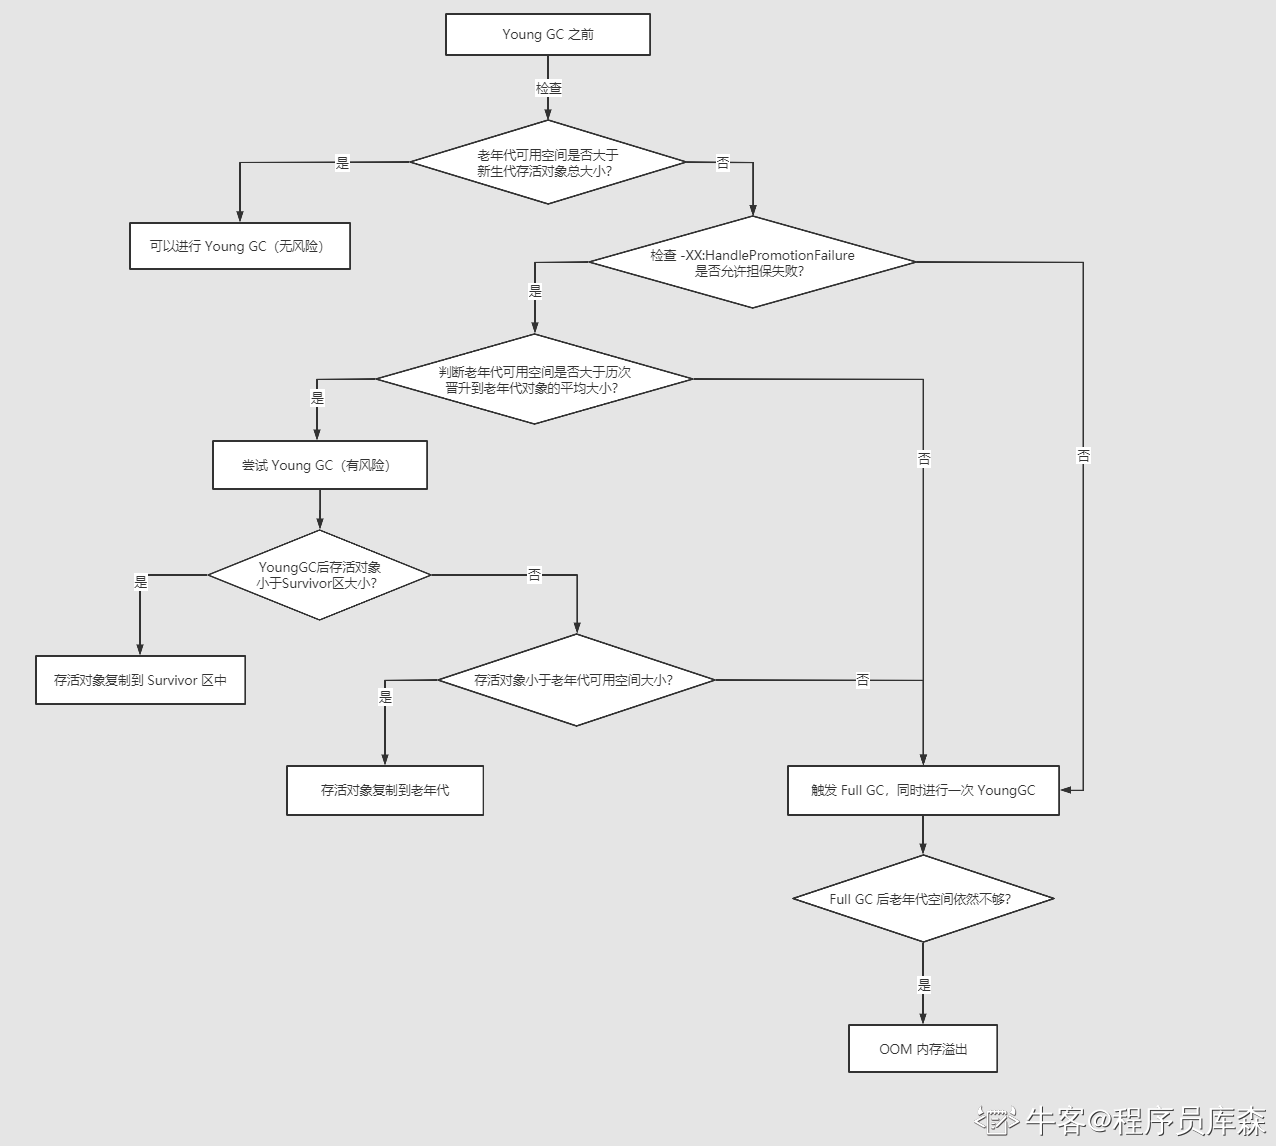 Young GC 之前
检查
老年代可用空间是否大于
新生代存活对象总大小？
是
否
可以进行 Young GC（无风险）
检查 -XX:HandlePromotionFailure
是否允许担保失败？
是
否
判断老年代可用空间是否大于历次
晋升到老年代对象的平均大小？
是
否
尝试 Young GC（有风险）
YoungGC后存活对象
小于Survivor区大小？
是
否
存活对象复制到 Survivor 区中
存活对象小于老年代可用空间大小？
是
否
存活对象复制到老年代
触发 Full GC，同时进行一次 YoungGC
Full GC 后老年代空间依然不够？
是
OOM 内存溢出
牛客@程序员库森